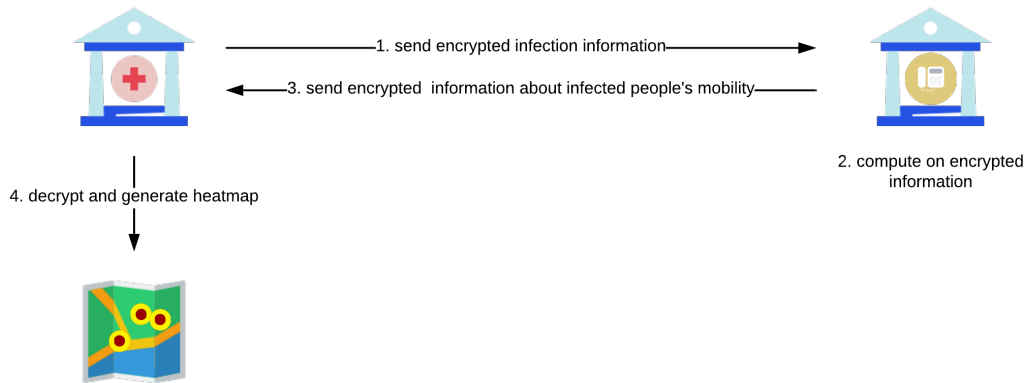 1. send encrypted infection information
3. send encrypted  information about infected people's mobility
2. compute on encrypted
information
4. decrypt and generate heatmap